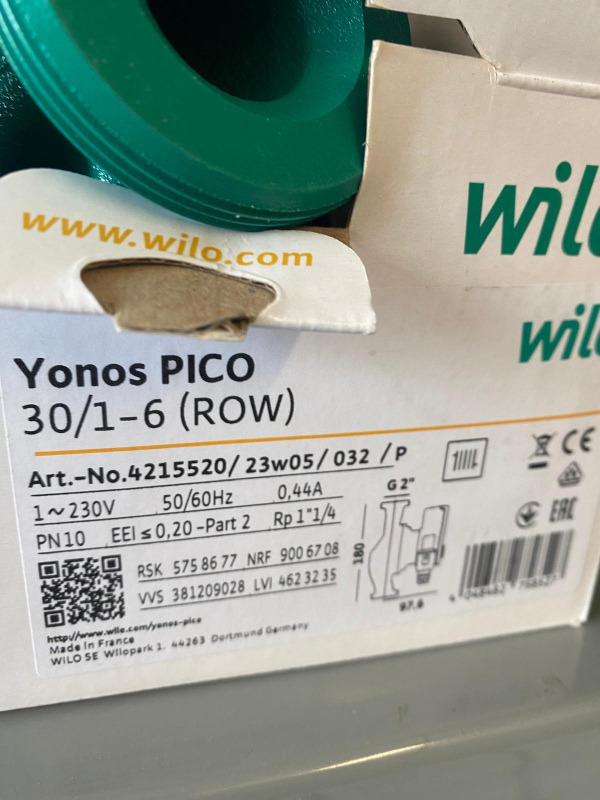 www.wilo.com
wilo
wilo
Yonos PICO
30/1-6 (ROW)
Art.-No.4215520/ 23w05/ 032 /P
1~230V 50/60Hz 0,44A
PN10 EEI ≤ 0,20-Part 2 Rp 1"1/4
RSK 575 86 77 NRF 900 67 08
VVS 381209028 LVI 462 32 35
http://www.wilo.com/yonos-pico
Made in France
WILO SE Wilopark 1, 44263 Dortmund Germany
G 2"
180
97.8
CE
EAC